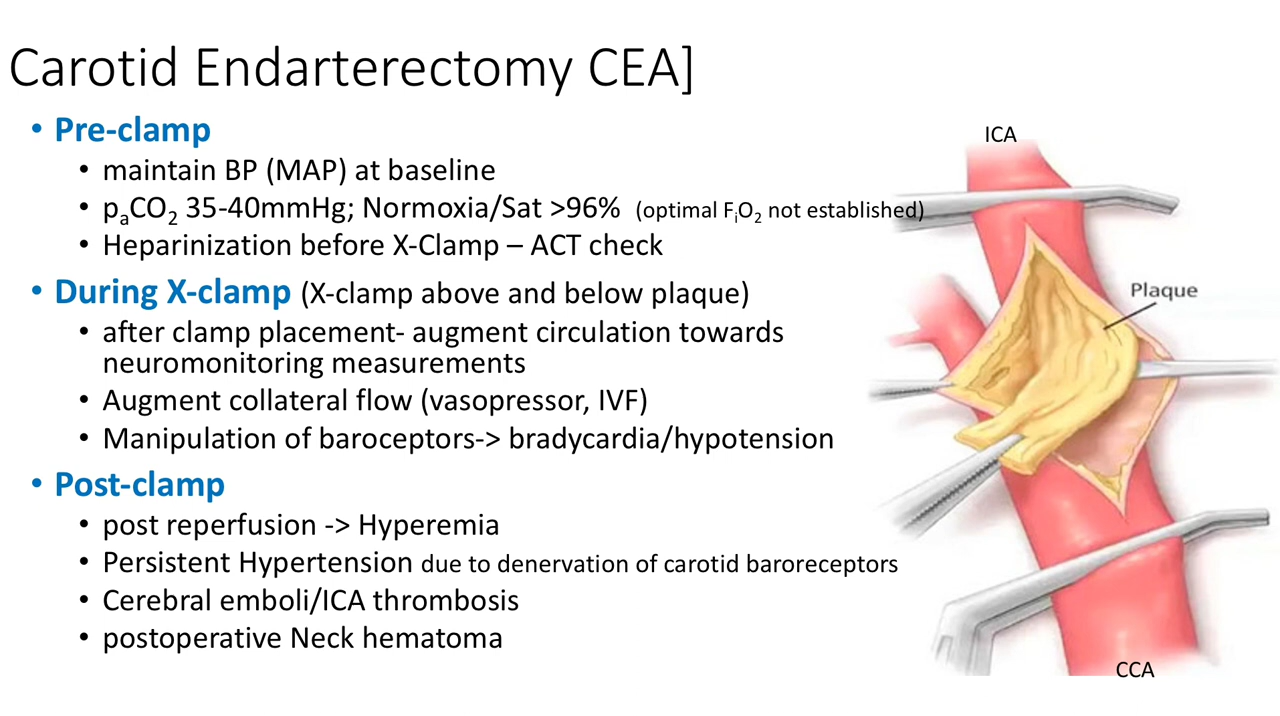 Carotid Endarterectomy CEA]
• Pre-clamp
• maintain BP (MAP) at baseline
• paCO2 35-40mmHg; Normoxia/Sat >96% (optimal FiO2 not established)
• Heparinization before X-Clamp – ACT check
• During X-clamp (X-clamp above and below plaque)
• after clamp placement- augment circulation towards
neuromonitoring measurements
• Augment collateral flow (vasopressor, IVF)
• Manipulation of baroceptors-> bradycardia/hypotension
• Post-clamp
• post reperfusion -> Hyperemia
• Persistent Hypertension due to denervation of carotid baroreceptors
• Cerebral emboli/ICA thrombosis
• postoperative Neck hematoma
ICA
Plaque
CCA